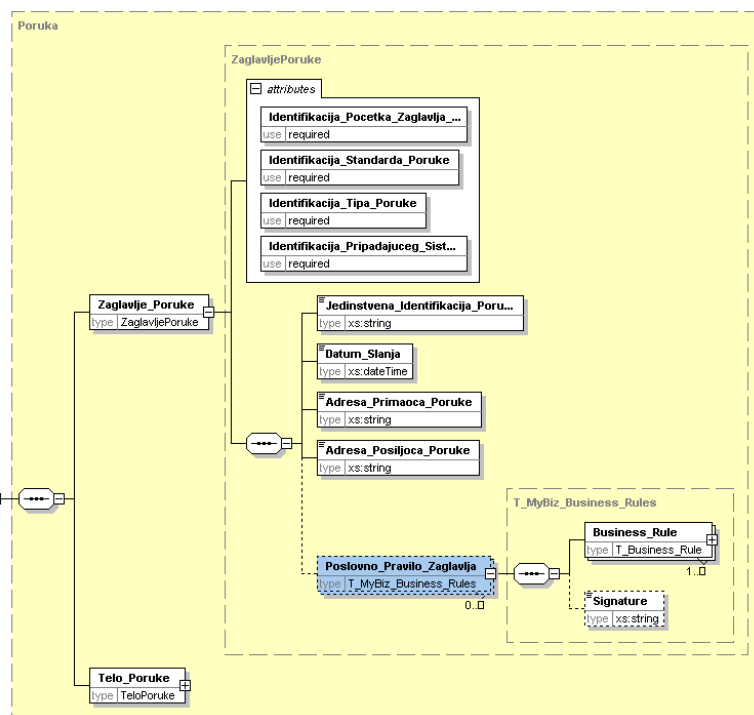 Poruka
ZaglavljePoruke
attributes
Identifikacija_Pocetka_Zaglavlja_...
use required
Identifikacija_Standarda_Poruke
use required
Identifikacija_Tipa_Poruke
use required
Identifikacija_Pripadajuceg_Sist...
use required
Zaglavlje_Poruke
type ZaglavljePoruke
Jedinstvena_Identifikacija_Poru...
type xs:string
Datum_Slanja
type xs:dateTime
Adresa_Primaoca_Poruke
type xs:string
Adresa_Posiljoca_Poruke
type xs:string
T_MyBiz_Business_Rules
Business_Rule
type T_Business_Rule
1..
Poslovno_Pravilo_Zaglavlja
type T_MyBiz_Business_Rules
0..
Signature
type xs:string
Telo_Poruke
type TeloPoruke